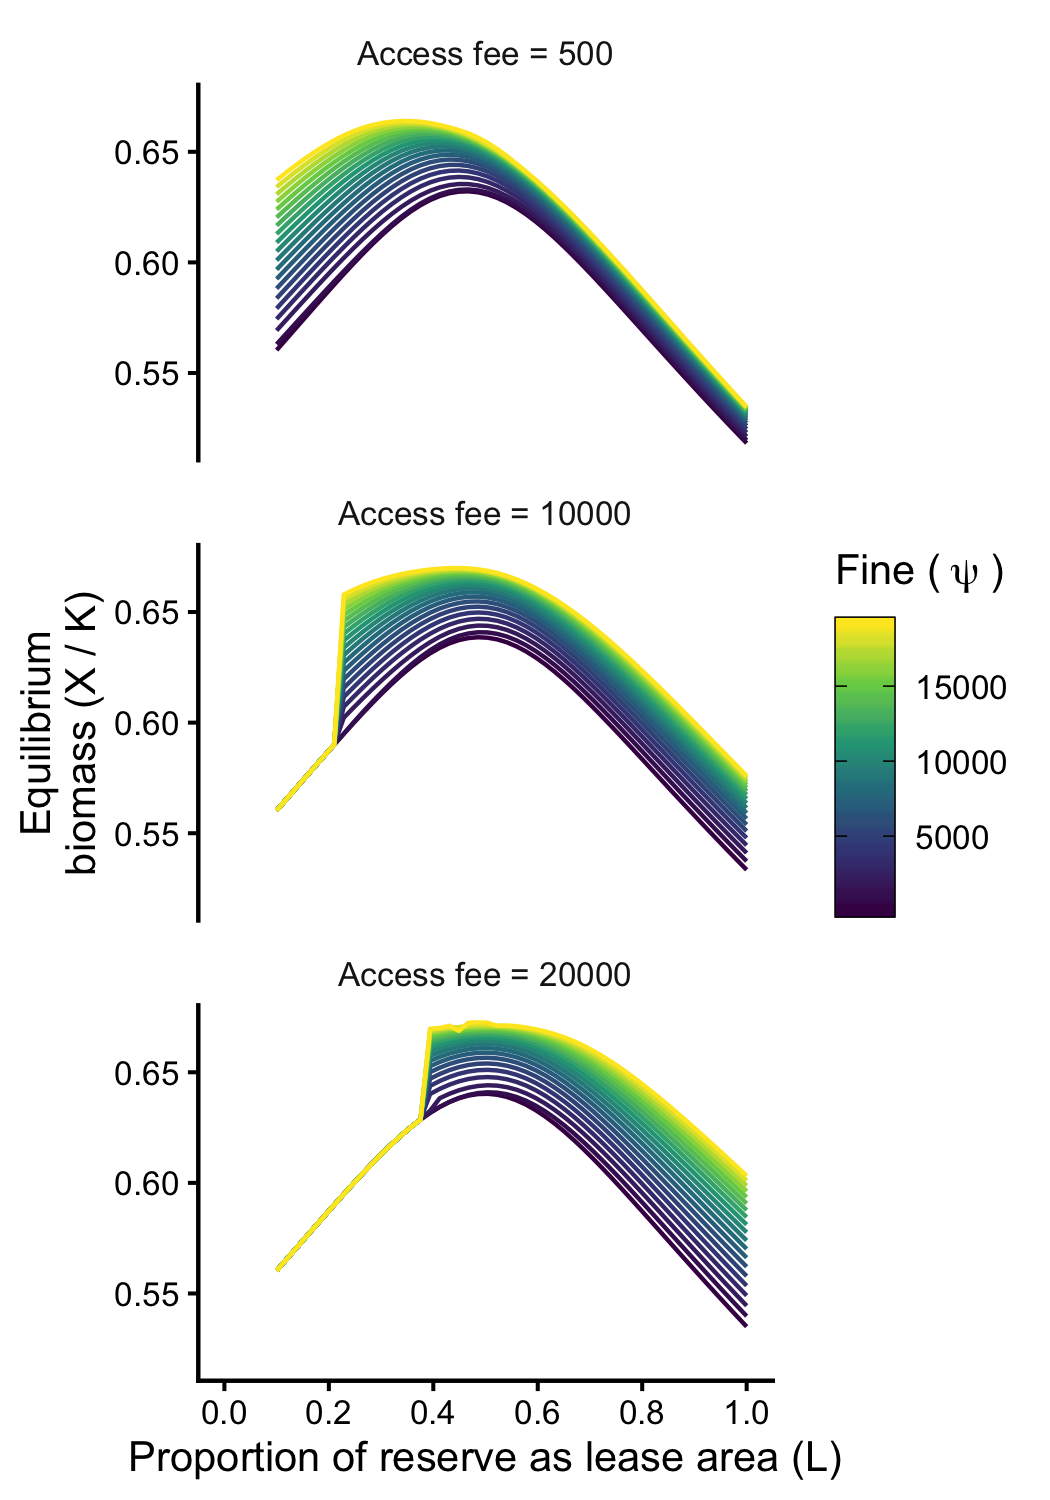 Access fee = 500
0.65
0.60
0.55
Access fee = 10000
0.65
0.60
0.55
Equilibrium
biomass (X / K)
Fine ( ψ )
15000
10000
5000
Access fee = 20000
0.65
0.60
0.55
0.0 0.2 0.4 0.6 0.8 1.0
Proportion of reserve as lease area (L)